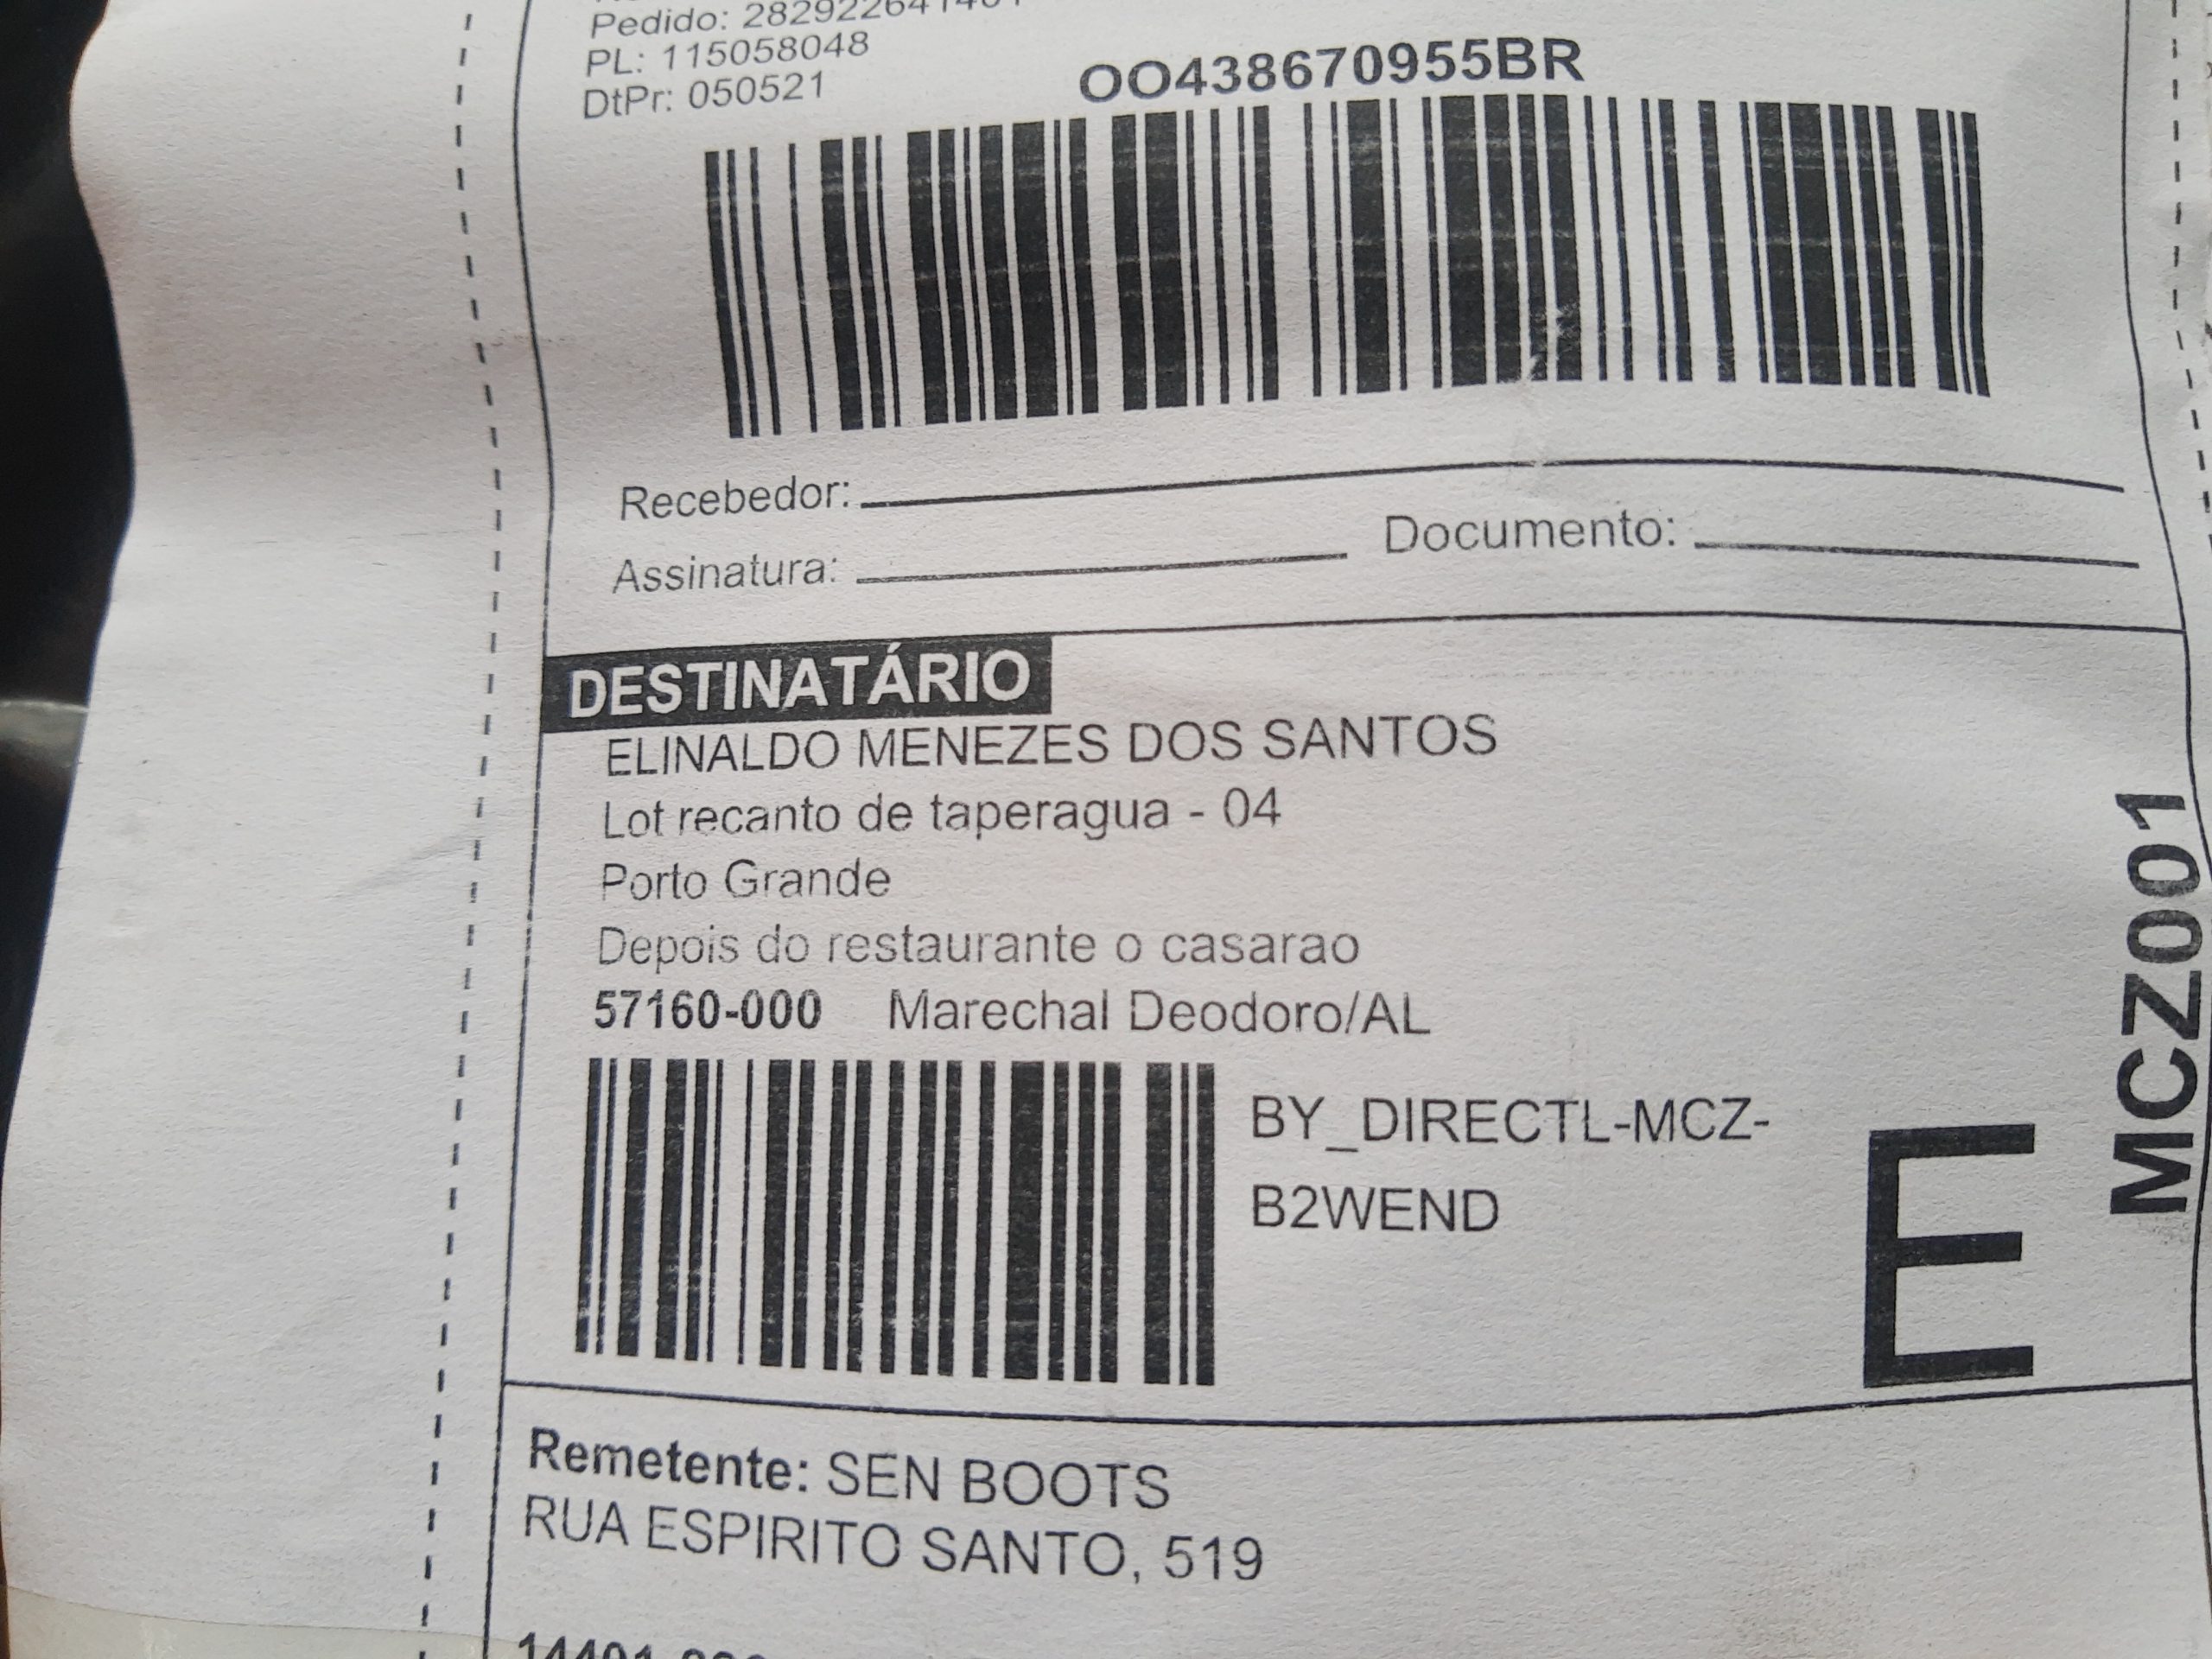 Pedido:
PL: 115058048
DtPr: 050521
OO438670955BR
Recebedor:
Documento:
Assinatura:
DESTINATÁRIO
ELINALDO MENEZES DOS SANTOS
Lot recanto de taperagua - 04
Porto Grande
Depois do restaurante o casarao
57160-000 Marechal Deodoro/AL
BY_DIRECTL-MCZ-
B2WEND
E
MCZ001
Remetente: SEN BOOTS
RUA ESPIRITO SANTO, 519